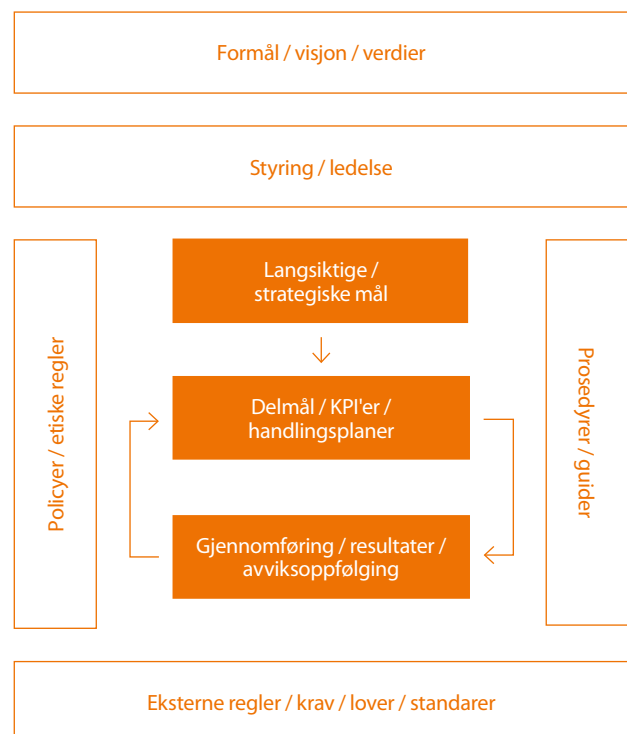 Formål / visjon / verdier
Styring / ledelse
Policyer / etiske regler
Langsiktige /
strategiske mål
Delmål / KPI'er /
handlingsplaner
Gjennomføring / resultater /
avviksoppfølging
Prosedyrer / guider
Eksterne regler / krav / lover / standarer